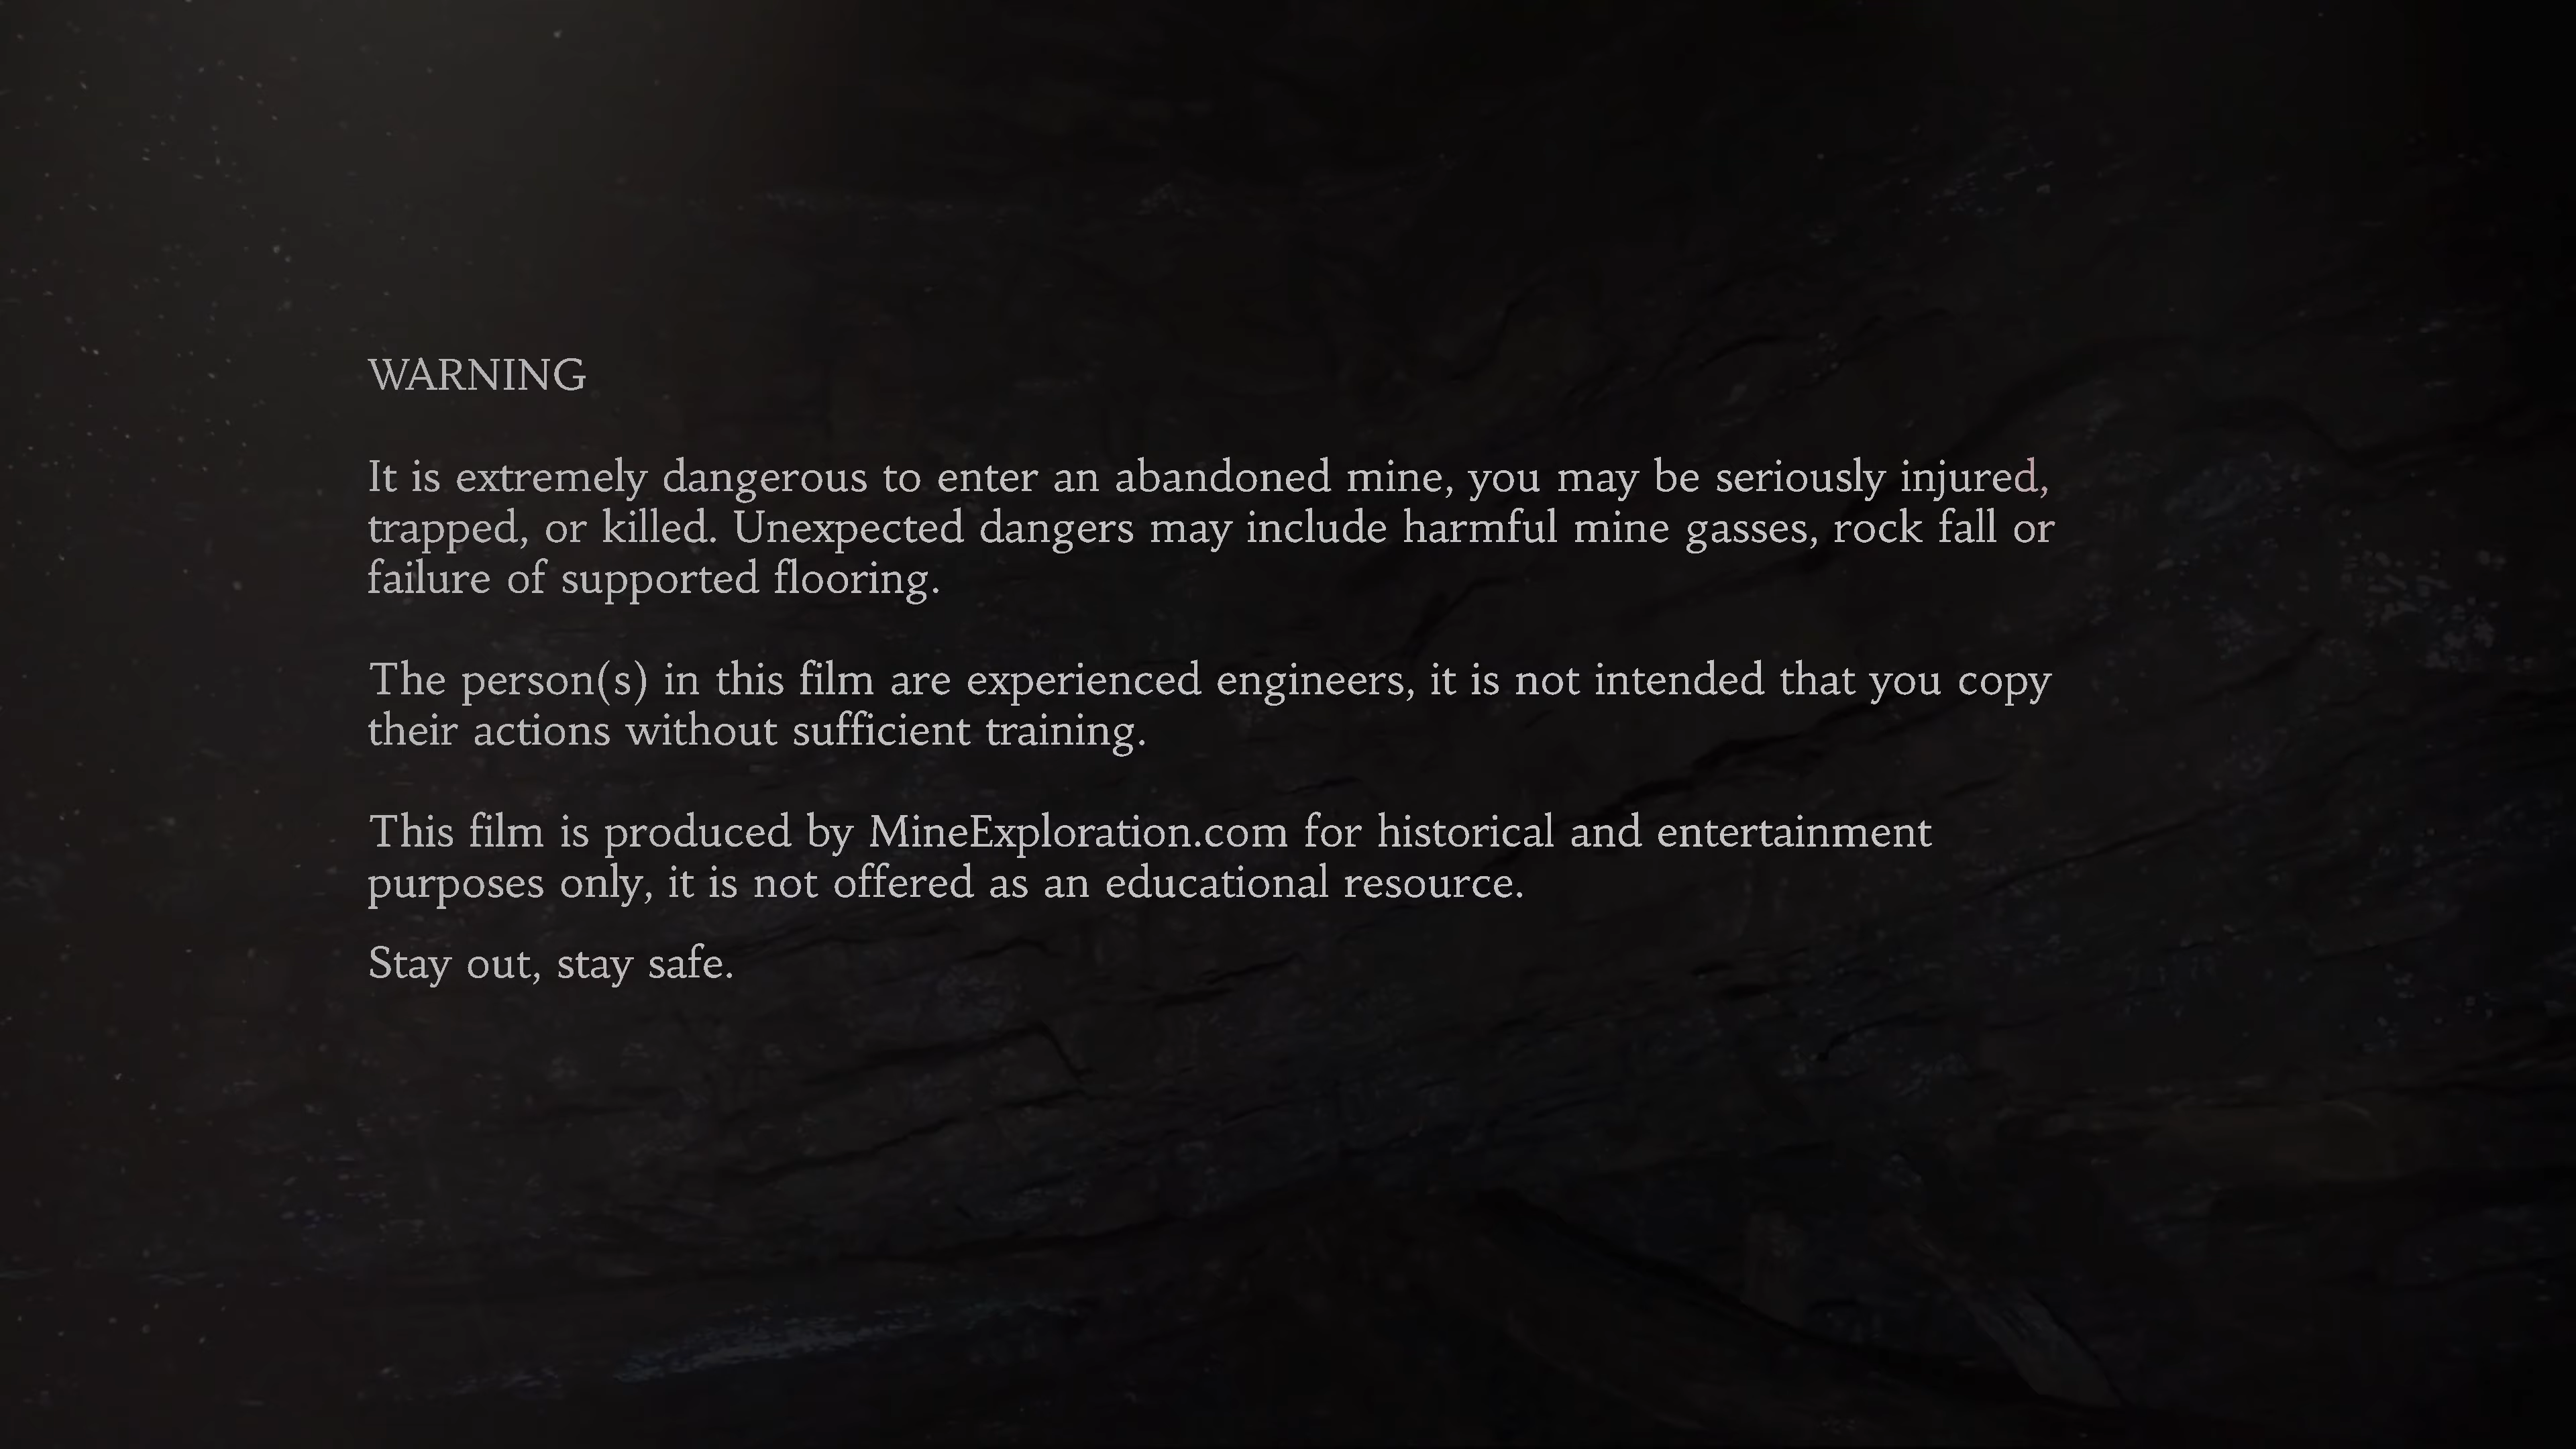 WARNING
It is extremely dangerous to enter an abandoned mine, you may be seriously injured,
trapped, or killed. Unexpected dangers may include harmful mine gasses, rock fall or
failure of supported flooring.
The person(s) in this film are experienced engineers, it is not intended that you copy
their actions without sufficient training.
This film is produced by MineExploration.com for historical and entertainment
purposes only, it is not offered as an educational resource.
Stay out, stay safe.